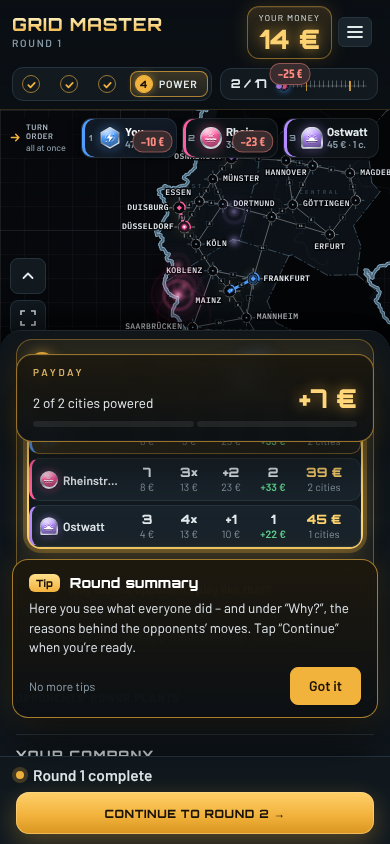 GRID MASTER
ROUND 1
YOUR MONEY
14 €
4 POWER
2 / 17
-25 €
TURN ORDER
all at once
1 You
-10 €
2
-23 €
3 Ostwatt
45 € · 1 c.
MÜNSTER
HANNOVER
ESSEN
DUISBURG
DORTMUND
GÖTTINGEN
DÜSSELDORF
KÖLN
ERFURT
KOBLENZ
FRANKFURT
MAINZ
MANNHEIM
SAARBRÜCKEN
PAYDAY
2 of 2 cities powered
+7 €
Rheinstr... 7 3x +2 2 39 €
8 € 13 € 23 € +33 € 2 cities
Ostwatt 3 4x +1 1 45 €
4 € 13 € 10 € +22 € 1 cities
Tip Round summary
Here you see what everyone did – and under “Why?”, the
reasons behind the opponents’ moves. Tap “Continue”
when you’re ready.
No more tips
Got it
YOUR COMPANY
Round 1 complete
CONTINUE TO ROUND 2 →